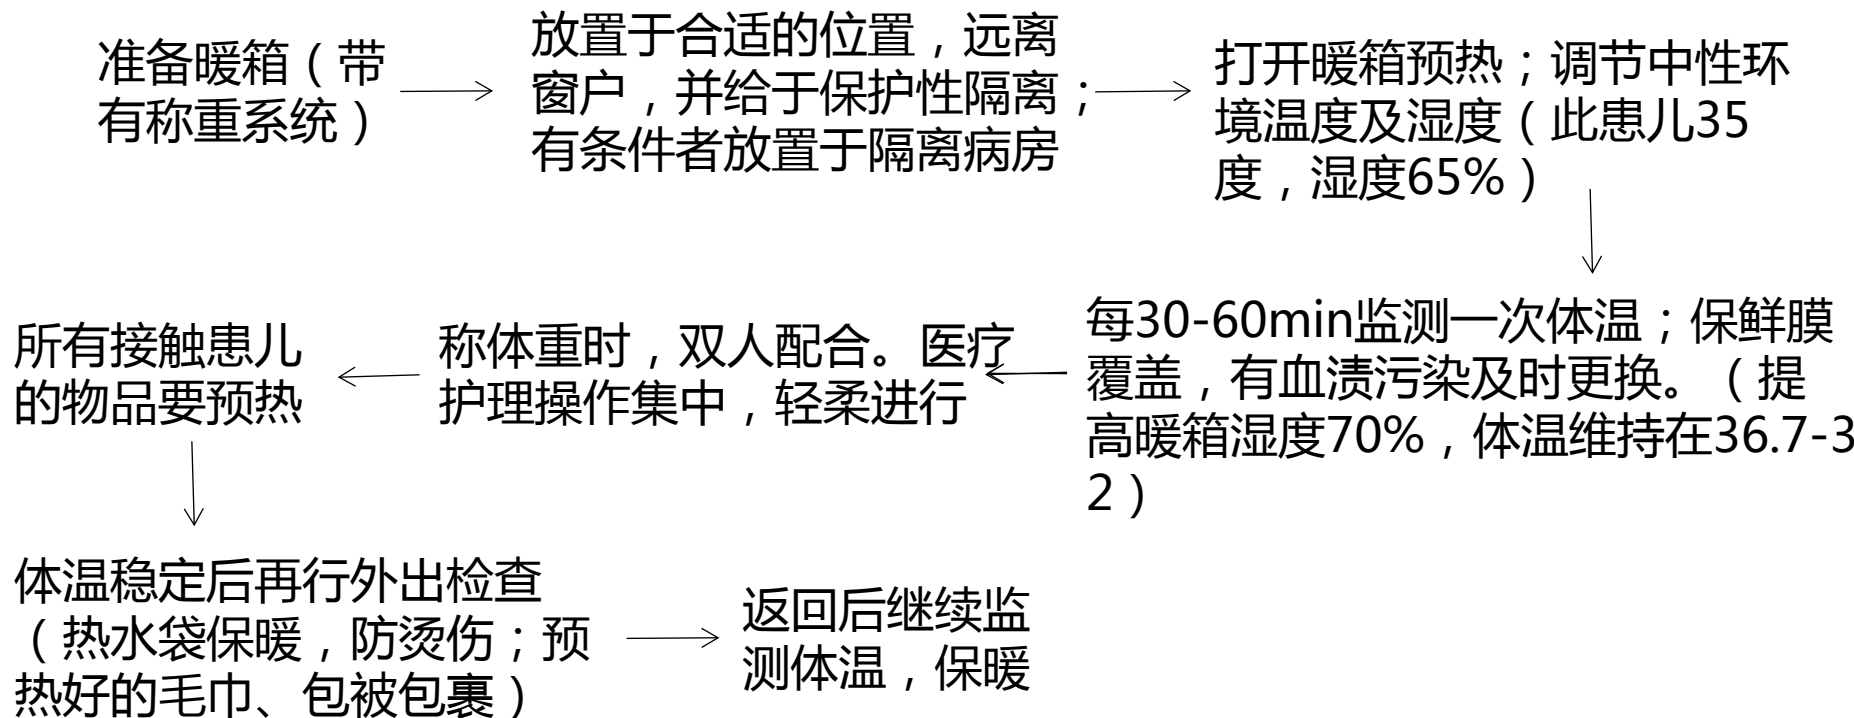 准备暖箱（带
有称重系统）
放置于合适的位置，远离
窗户，并给于保护性隔离；
有条件者放置于隔离病房
打开暖箱预热；调节中性环
境温度及湿度（此患儿35
度，湿度65%）
每30-60min监测一次体温；保鲜膜
覆盖，有血渍污染及时更换。（提
高暖箱湿度70%，体温维持在36.7-3
2）
称体重时，双人配合。医疗
护理操作集中，轻柔进行
所有接触患儿
的物品要预热
体温稳定后再行外出检查
（热水袋保暖，防烫伤；预
热好的毛巾、包被包裹）
返回后继续监
测体温，保暖